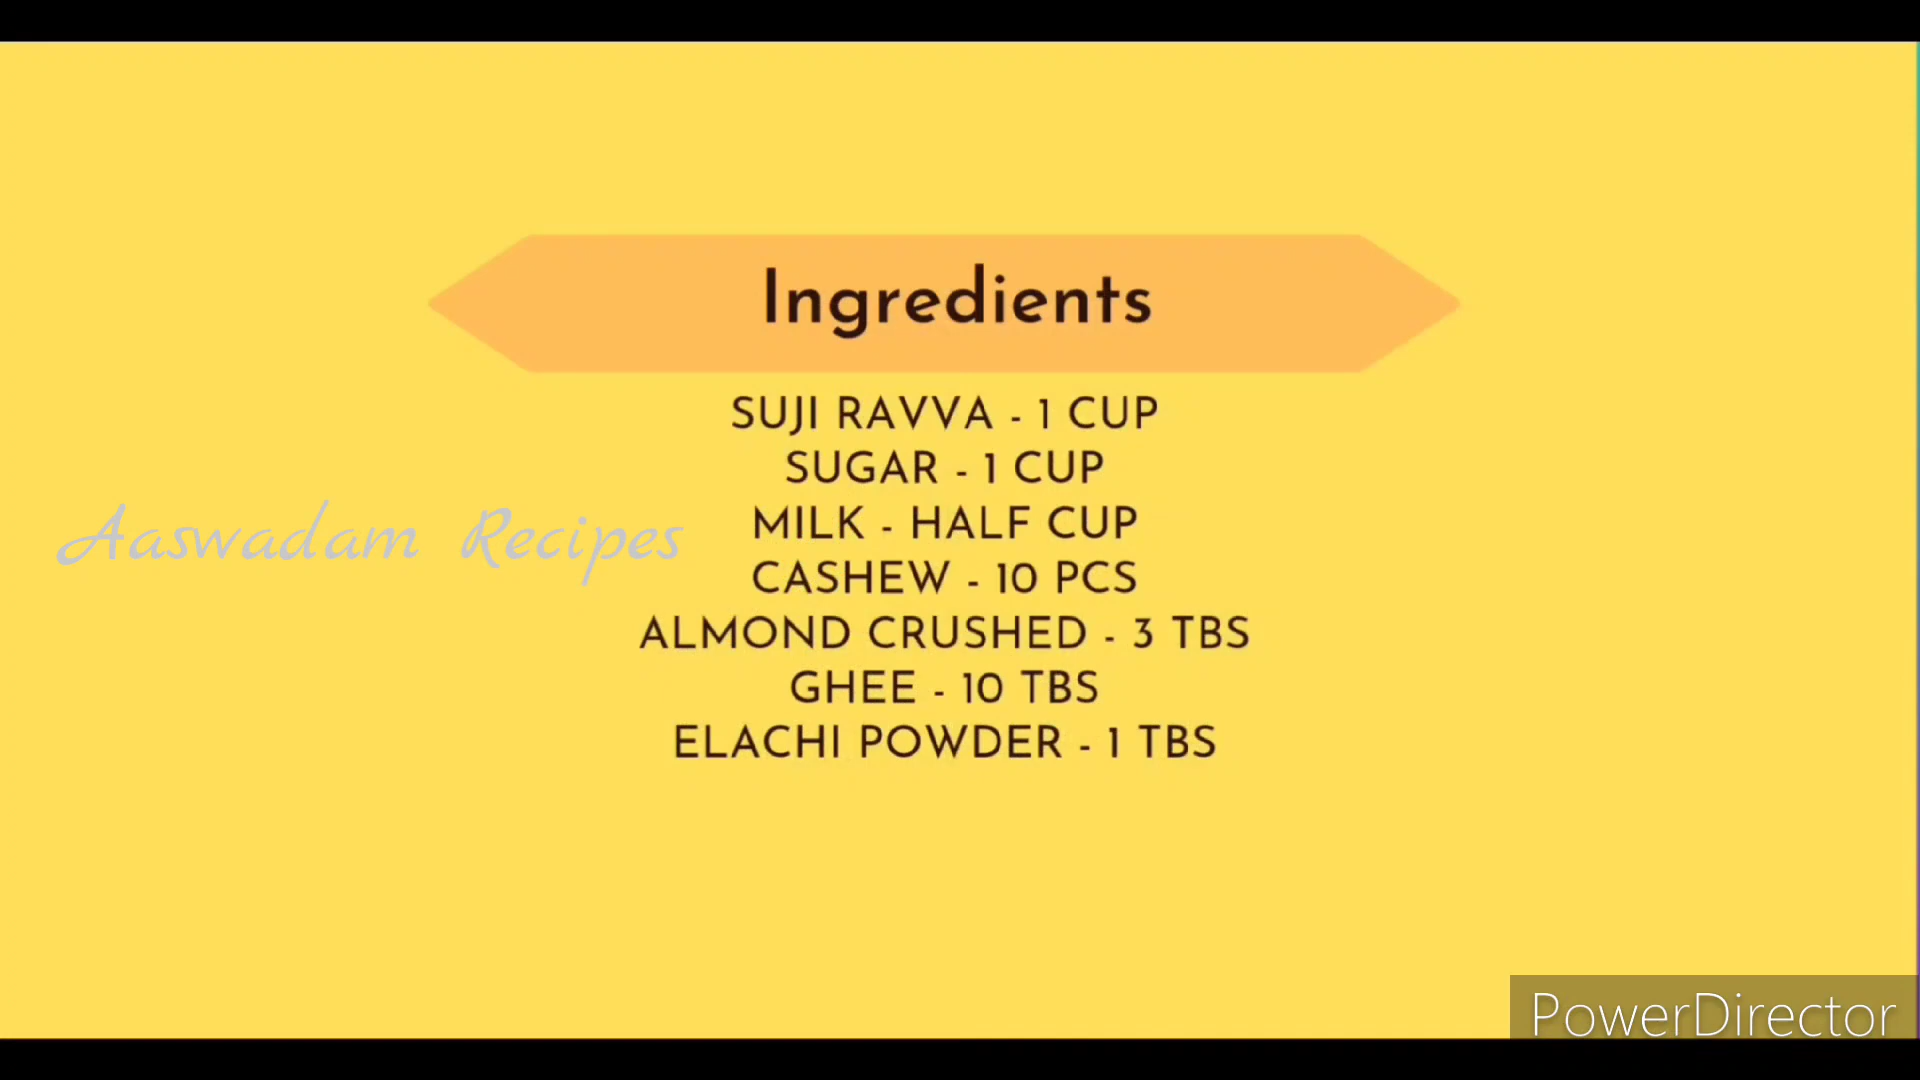 Ingredients
SUJI RAVVA - 1 CUP
SUGAR - 1 CUP
MILK - HALF CUP
Aaswadam Recipes
CASHEW - 10 PCS
ALMOND CRUSHED - 3 TBS
GHEE - 10 TBS
ELACHI POWDER - 1 TBS
PowerDirector